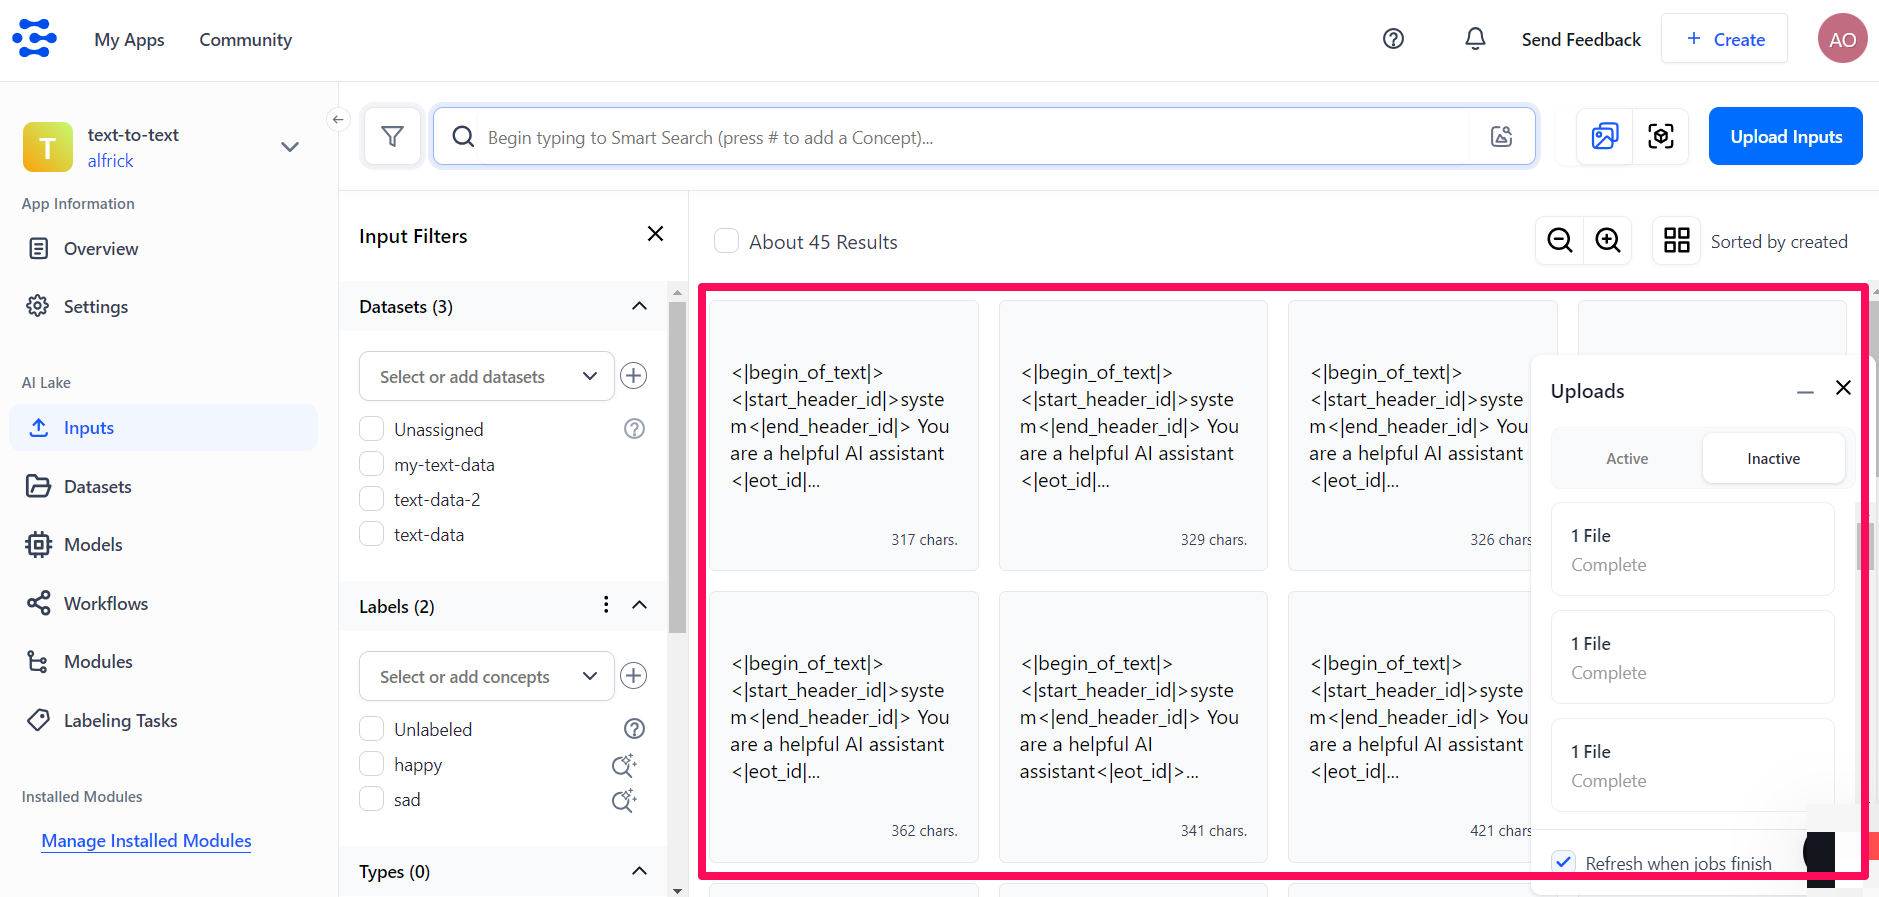 My Apps
Community
Send Feedback
+ Create
AO
T
text-to-text
alfrick
App Information
Overview
Settings
AI Lake
Inputs
Datasets
Models
Workflows
Modules
Labeling Tasks
Installed Modules
Manage Installed Modules
Begin typing to Smart Search (press # to add a Concept)...
Upload Inputs
Input Filters
Datasets (3)
Select or add datasets
Unassigned
my-text-data
text-data-2
text-data
Labels (2)
Select or add concepts
Unlabeled
happy
sad
Types (0)
About 45 Results
Sorted by created
<|begin_of_text|>
<|start_header_id|>syste
m<|end_header_id|> You
are a helpful AI assistant
<|eot_id|...
317 chars.
<|begin_of_text|>
<|start_header_id|>syste
m<|end_header_id|> You
are a helpful AI assistant
<|eot_id|...
329 chars.
<|begin_of_text|>
<|start_header_id|>syste
m<|end_header_id|> You
are a helpful AI assistant
<|eot_id|...
326 chars
<|begin_of_text|>
<|start_header_id|>syste
m<|end_header_id|> You
are a helpful AI assistant
<|eot_id|...
362 chars.
<|begin_of_text|>
<|start_header_id|>syste
m<|end_header_id|> You
are a helpful AI
assistant<|eot_id|>...
341 chars.
<|begin_of_text|>
<|start_header_id|>syste
m<|end_header_id|> You
are a helpful AI assistant
<|eot_id|...
421 chars
Uploads
Active
Inactive
1 File
Complete
1 File
Complete
1 File
Complete
Refresh when jobs finish